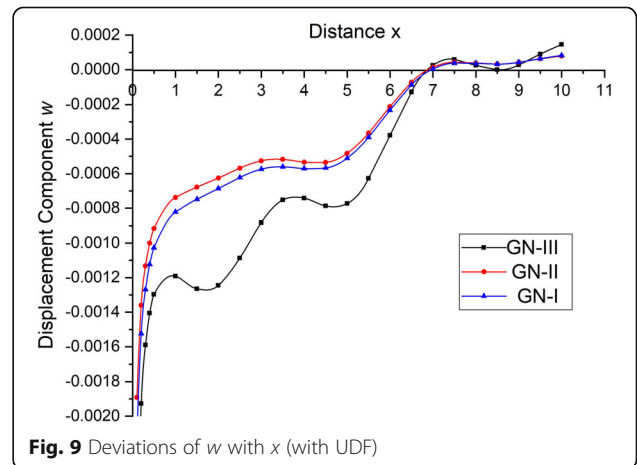 Distance x
0.0002
0.0000
-0.0002
-0.0004
-0.0006
-0.0008
-0.0010
-0.0012
-0.0014
-0.0016
-0.0018
-0.0020
0 1 2 3 4 5 6 7 8 9 10 11
Displacement Component w
GN-III
GN-II
GN-I
Fig. 9 Deviations of w with x (with UDF)